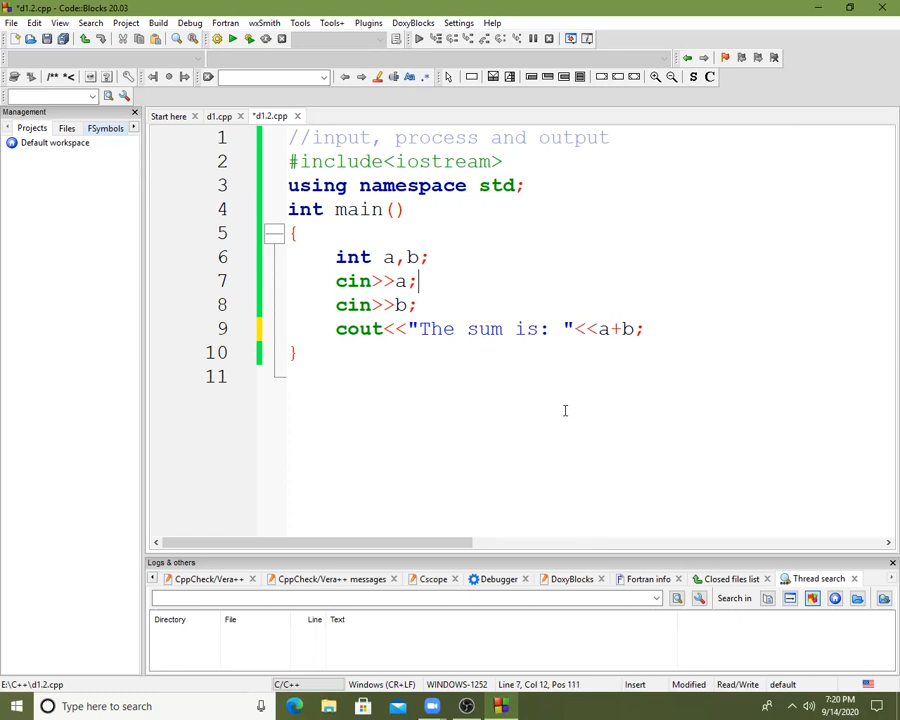 *d1.2.cpp - Code::Blocks 20.03
File Edit View Search Project Build Debug Fortran wxSmith Tools Tools+ Plugins DoxyBlocks Settings Help
/** *<
S C
Management
Projects Files FSymbols
Default workspace
Start here d1.cpp *d1.2.cpp
1 //input, process and output
2 #include<iostream>
3 using namespace std;
4 int main()
5 {
6 int a,b;
7 cin>>a;
8 cin>>b;
9 cout<<"The sum is: "<<a+b;
10 }
11
Logs & others
CppCheck/Vera++ CppCheck/Vera++ messages Cscope Debugger DoxyBlocks Fortran info Closed files list Thread search
Search in
Directory File Line Text
E:\C++\d1.2.cpp C/C++ Windows (CR+LF) WINDOWS-1252 Line 7, Col 12, Pos 111 Insert Modified Read/Write default
Type here to search
7:20 PM
9/14/2020